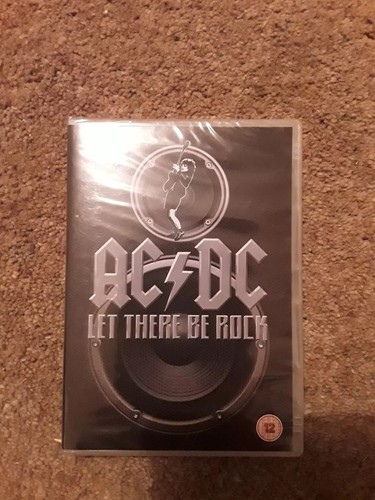 AC DC
LET THERE BE ROCK
12